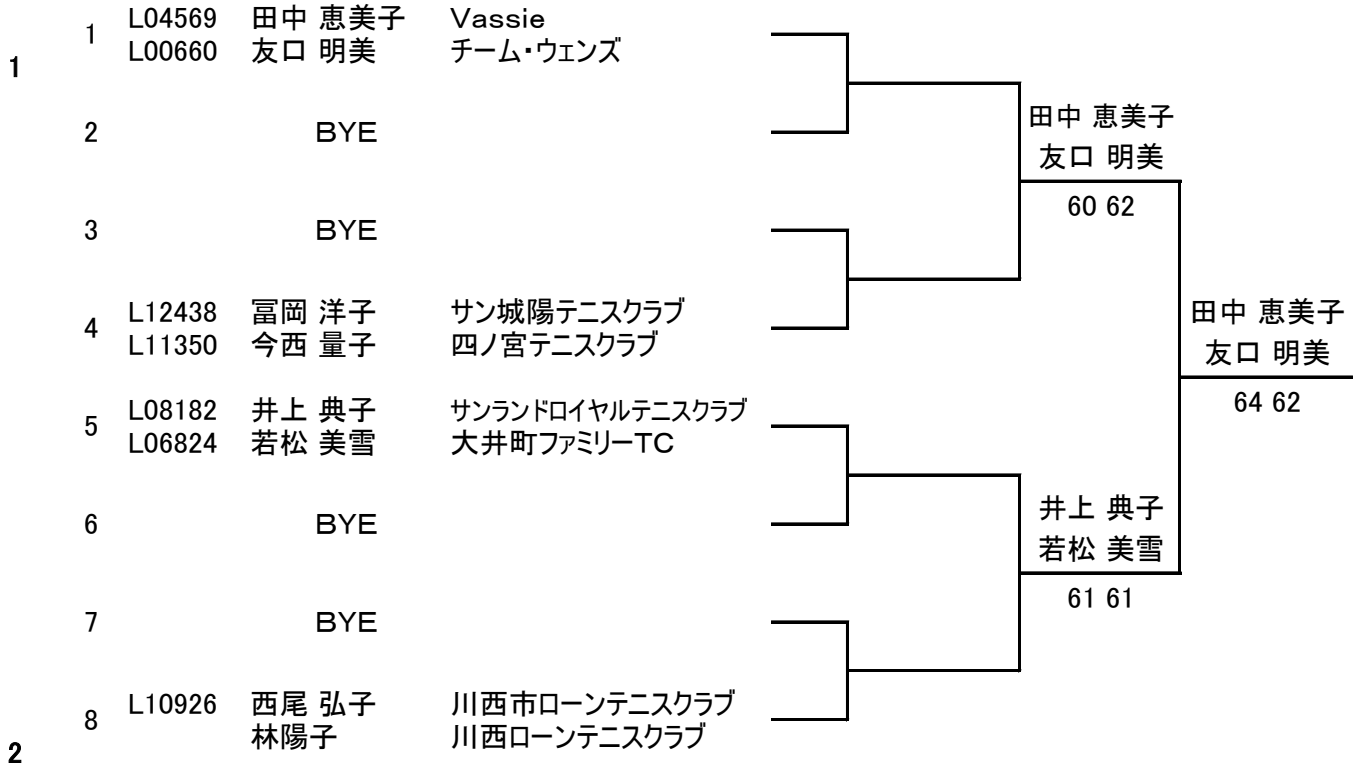 1 L04569 田中 恵美子 Vassie
L00660 友口 明美 チーム・ウェンズ
1
2 BYE
田中 恵美子
友口 明美
60 62
3 BYE
4 L12438 冨岡 洋子 サン城陽テニスクラブ
L11350 今西 量子 四ノ宮テニスクラブ
田中 恵美子
友口 明美
64 62
5 L08182 井上 典子 サンランドロイヤルテニスクラブ
L06824 若松 美雪 大井町ファミリーTC
6 BYE
井上 典子
若松 美雪
61 61
7 BYE
8 L10926 西尾 弘子 川西市ローンテニスクラブ
林陽子 川西ローンテニスクラブ
2